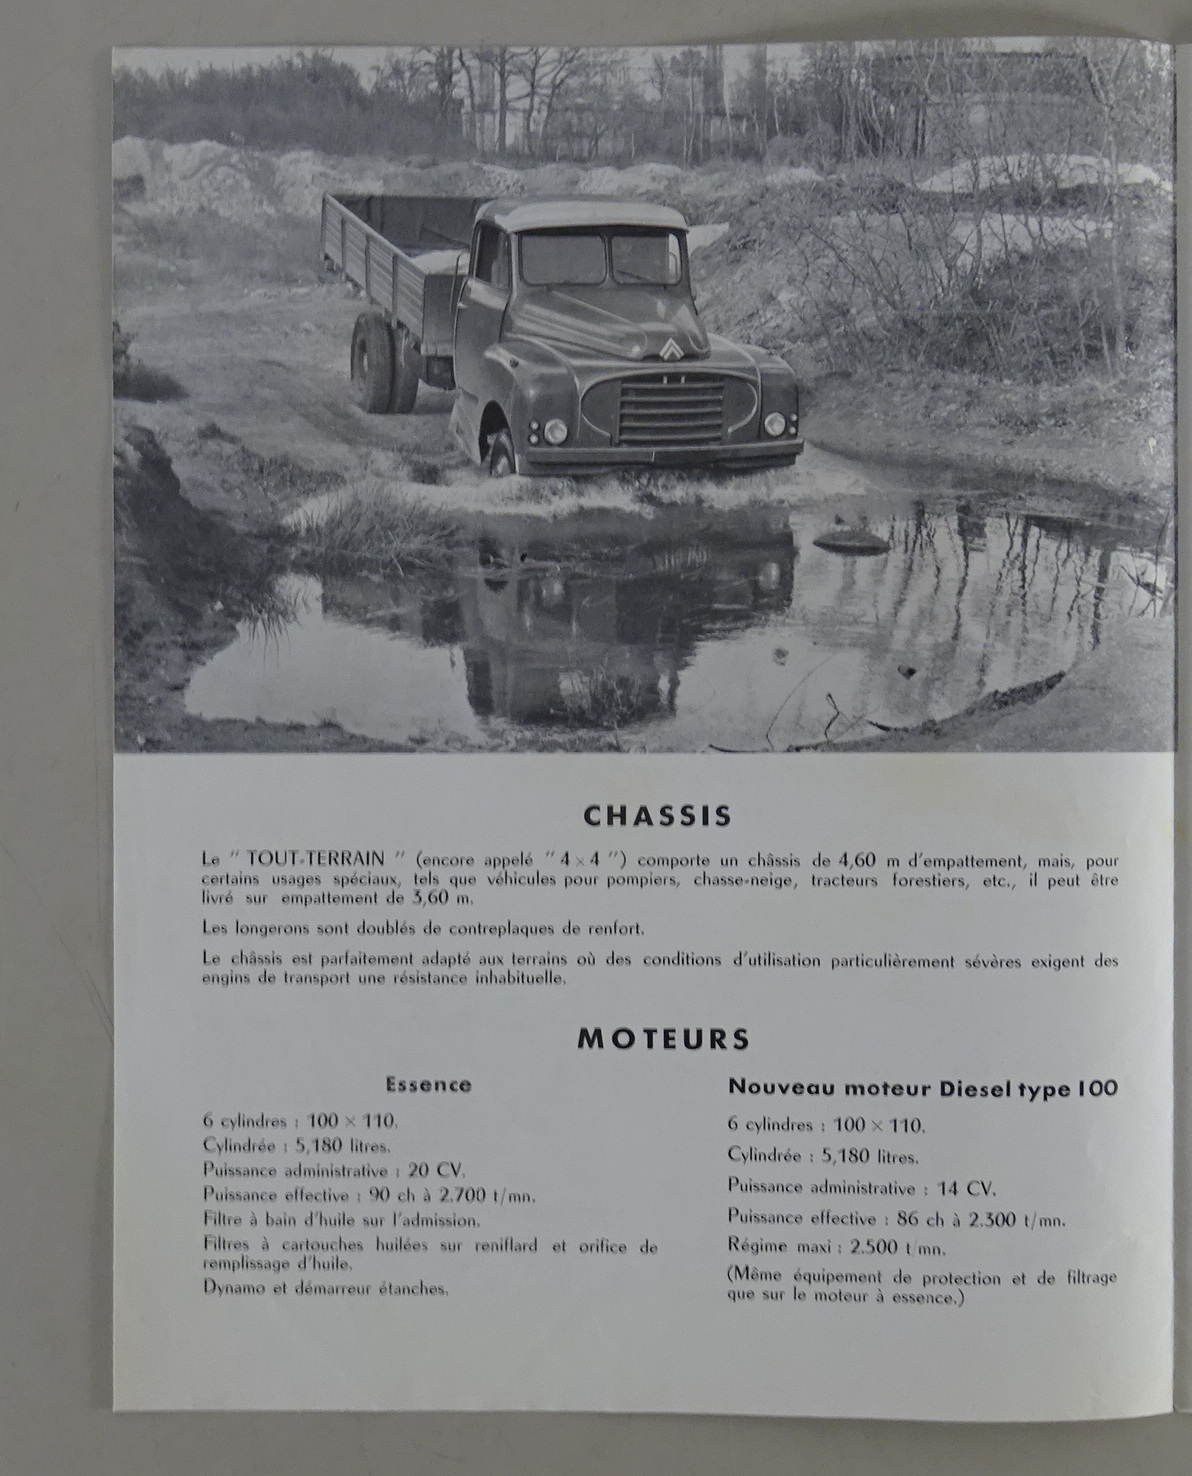 CHASSIS
Le " TOUT-TERRAIN " (encore appelé " 4 × 4 ") comporte un châssis de 4,60 m d'empattement, mais, pour
certains usages spéciaux, tels que véhicules pour pompiers, chasse-neige, tracteurs forestiers, etc., il peut être
livré sur empattement de 3,60 m.
Les longerons sont doublés de contreplaques de renfort.
Le châssis est parfaitement adapté aux terrains où des conditions d'utilisation particulièrement sévères exigent des
engins de transport une résistance inhabituelle.
MOTEURS
Essence
6 cylindres : 100 × 110.
Cylindrée : 5,180 litres.
Puissance administrative : 20 CV.
Puissance effective : 90 ch à 2.700 t/mn.
Filtre à bain d'huile sur l'admission.
Filtres à cartouches huilées sur reniflard et orifice de
remplissage d'huile.
Dynamo et démarreur étanches.
Nouveau moteur Diesel type 100
6 cylindres : 100 × 110.
Cylindrée : 5,180 litres.
Puissance administrative : 14 CV.
Puissance effective : 86 ch à 2.300 t/mn.
Régime maxi : 2.500 t/mn.
(Même équipement de protection et de filtrage
que sur le moteur à essence.)